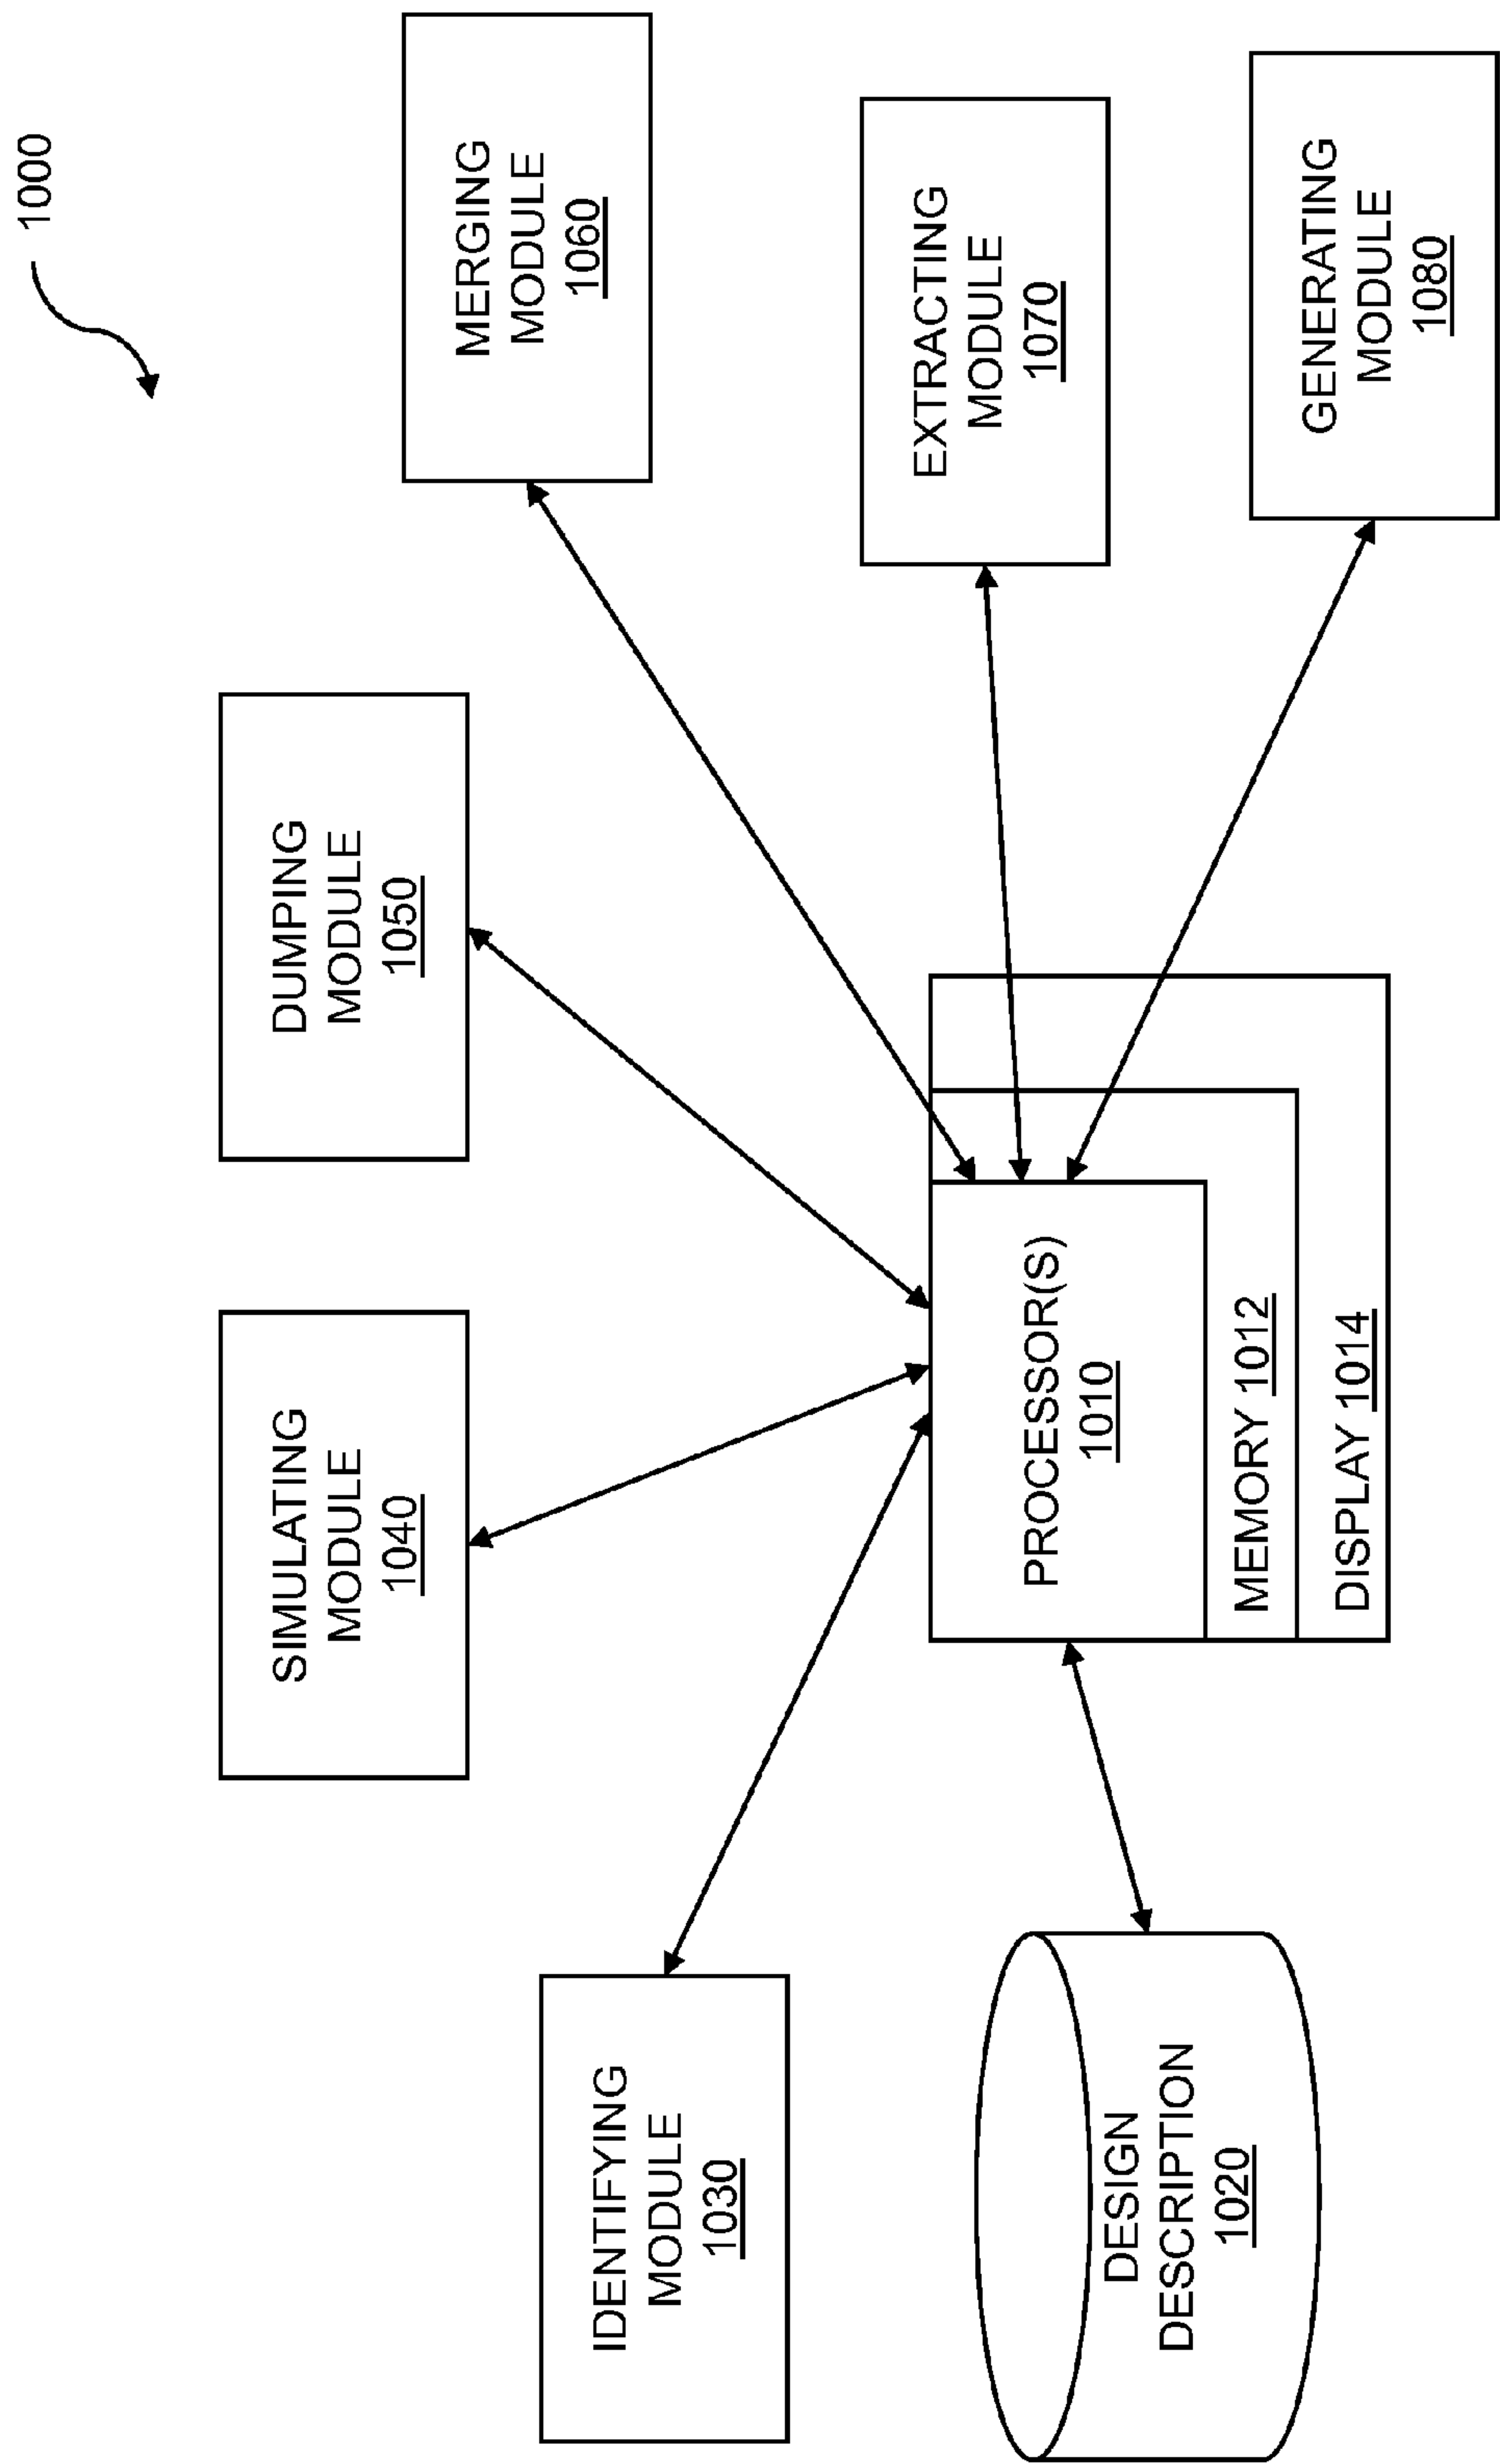 1000
SIMULATING
MODULE
1040
DUMPING
MODULE
1050
MERGING
MODULE
1060
IDENTIFYING
MODULE
1030
EXTRACTING
MODULE
1070
DESIGN
DESCRIPTION
1020
PROCESSOR(S)
1010
MEMORY 1012
DISPLAY 1014
GENERATING
MODULE
1080